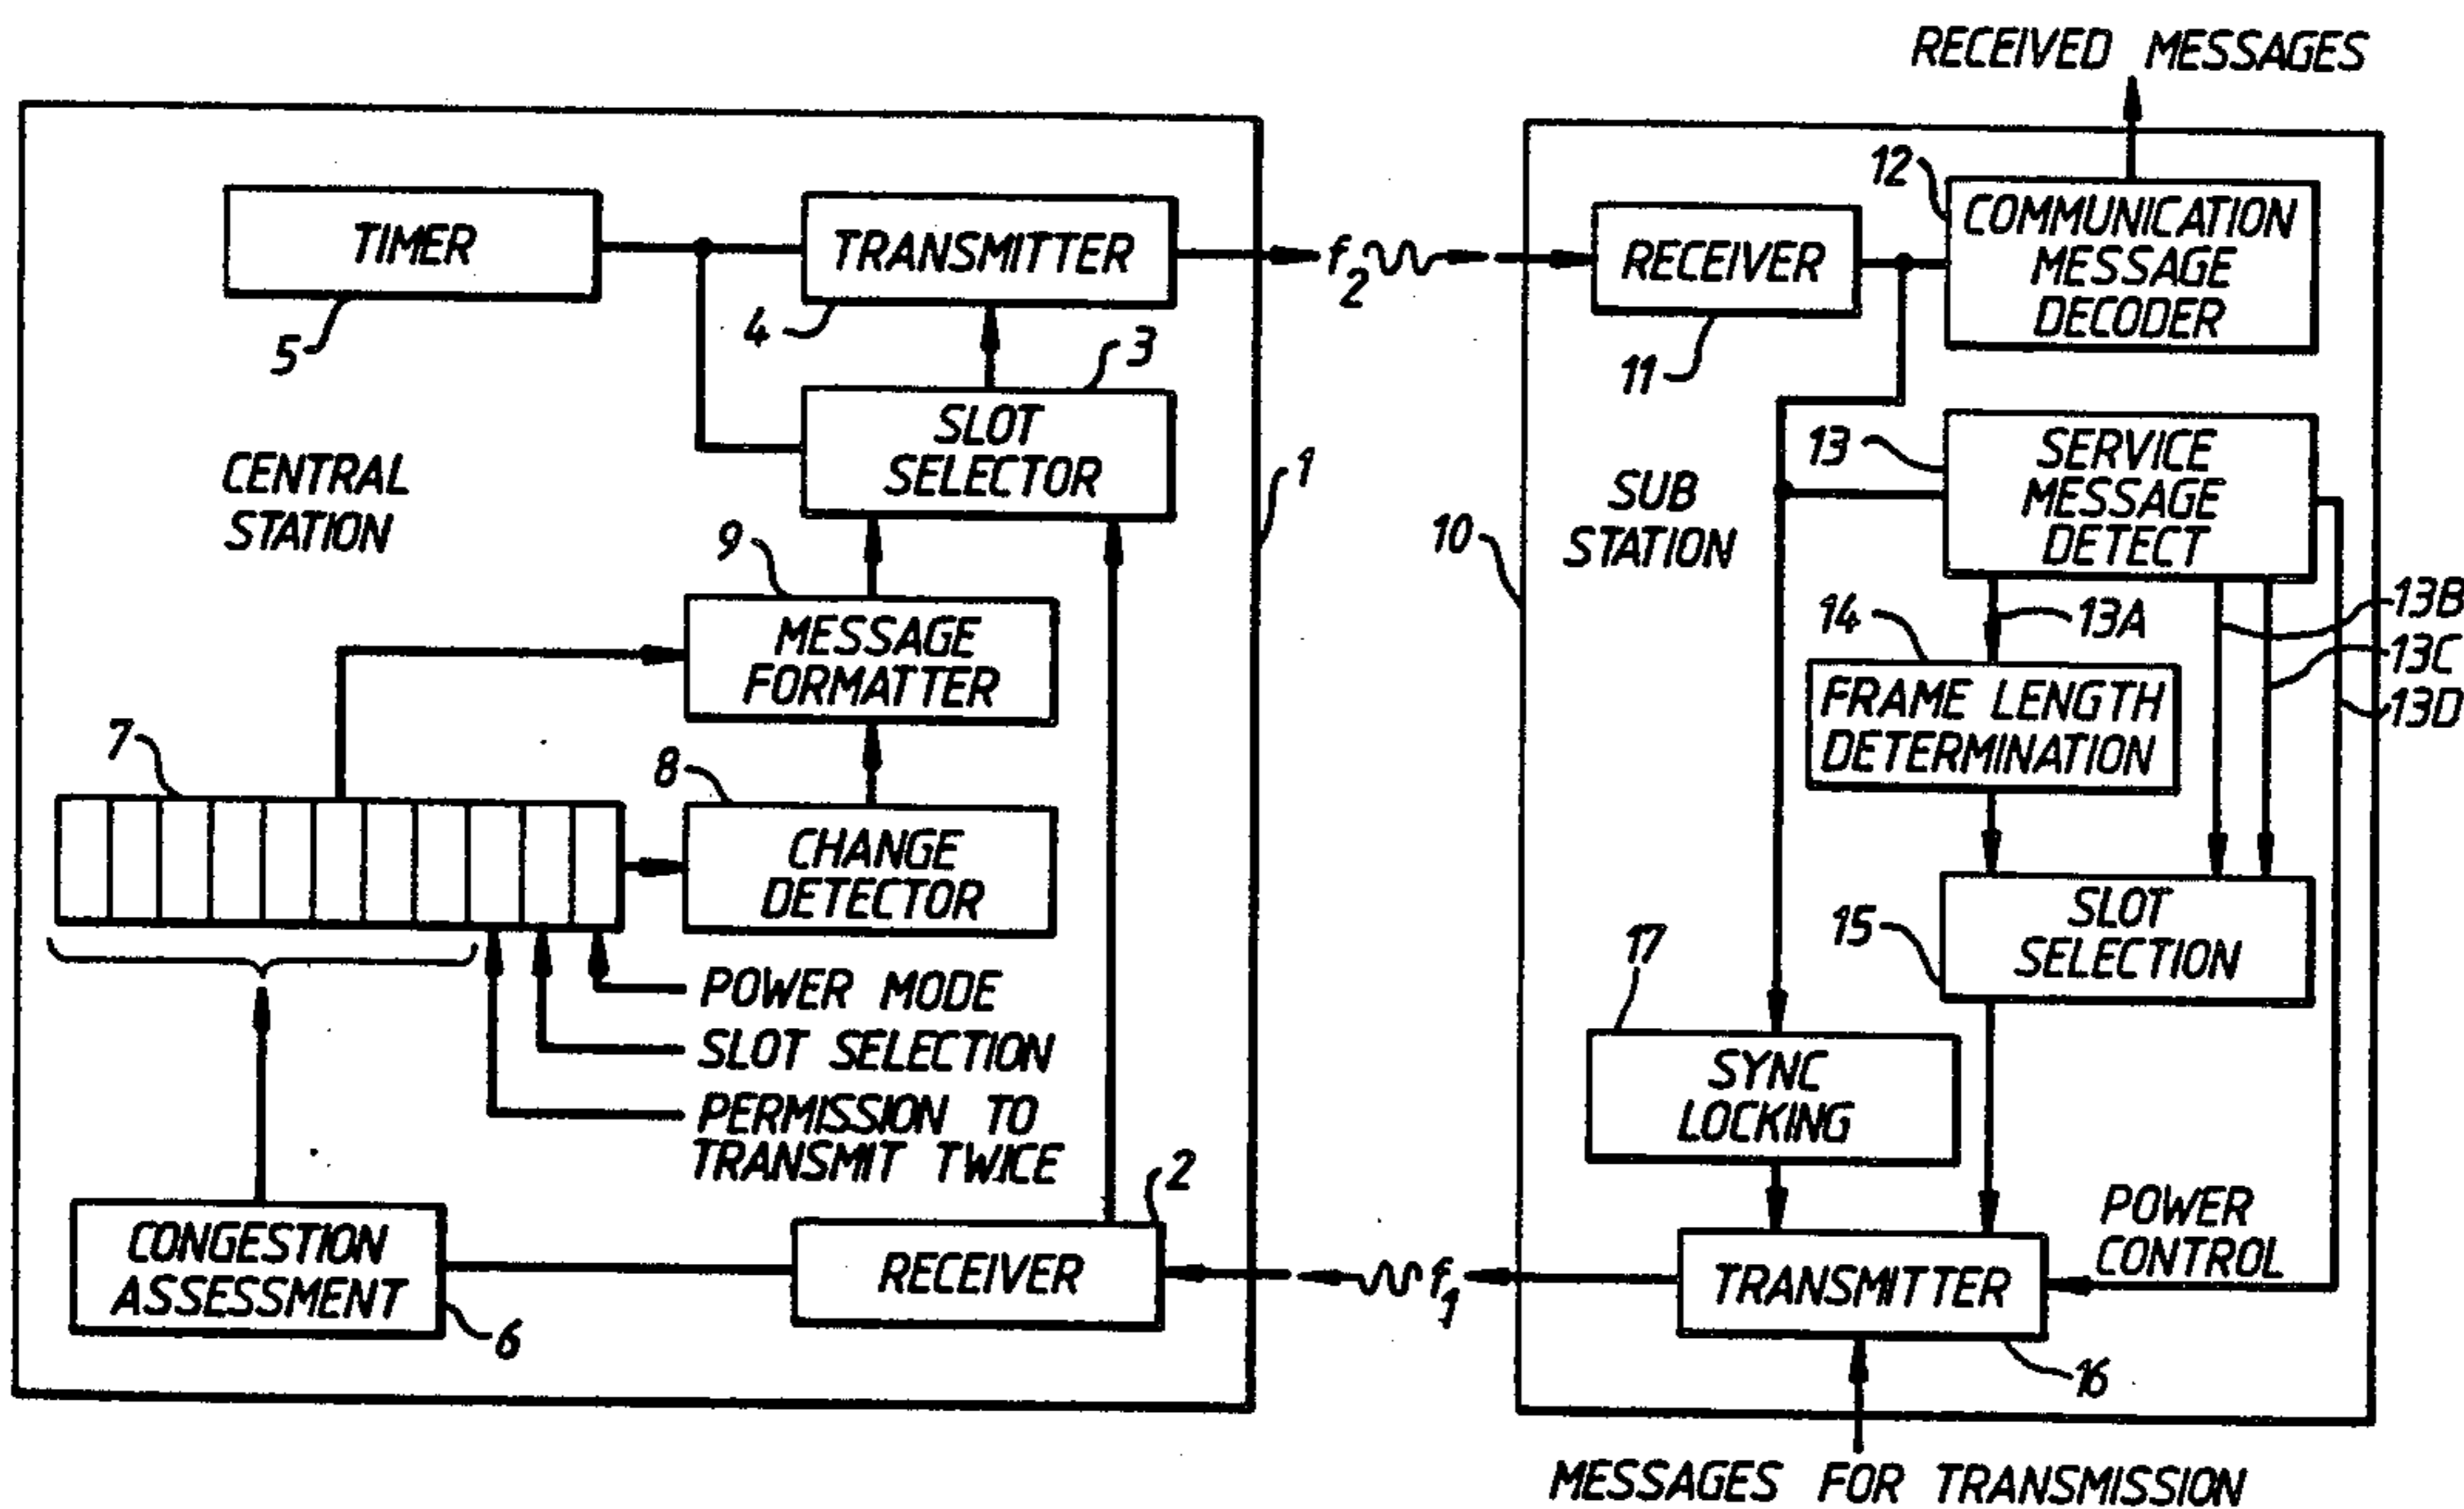 RECEIVED MESSAGES
TIMER
5
TRANSMITTER
4
f2
SLOT
SELECTOR
3
CENTRAL
STATION
1
MESSAGE
FORMATTER
9
7
CHANGE
DETECTOR
8
POWER MODE
SLOT SELECTION
PERMISSION TO
TRANSMIT TWICE
CONGESTION
ASSESSMENT
6
RECEIVER
2
f1
10
SUB
STATION
RECEIVER
11
12
COMMUNICATION
MESSAGE
DECODER
13
SERVICE
MESSAGE
DETECT
13A
13B
13C
13D
14
FRAME LENGTH
DETERMINATION
15
SLOT
SELECTION
17
SYNC
LOCKING
POWER
CONTROL
TRANSMITTER
16
MESSAGES FOR TRANSMISSION